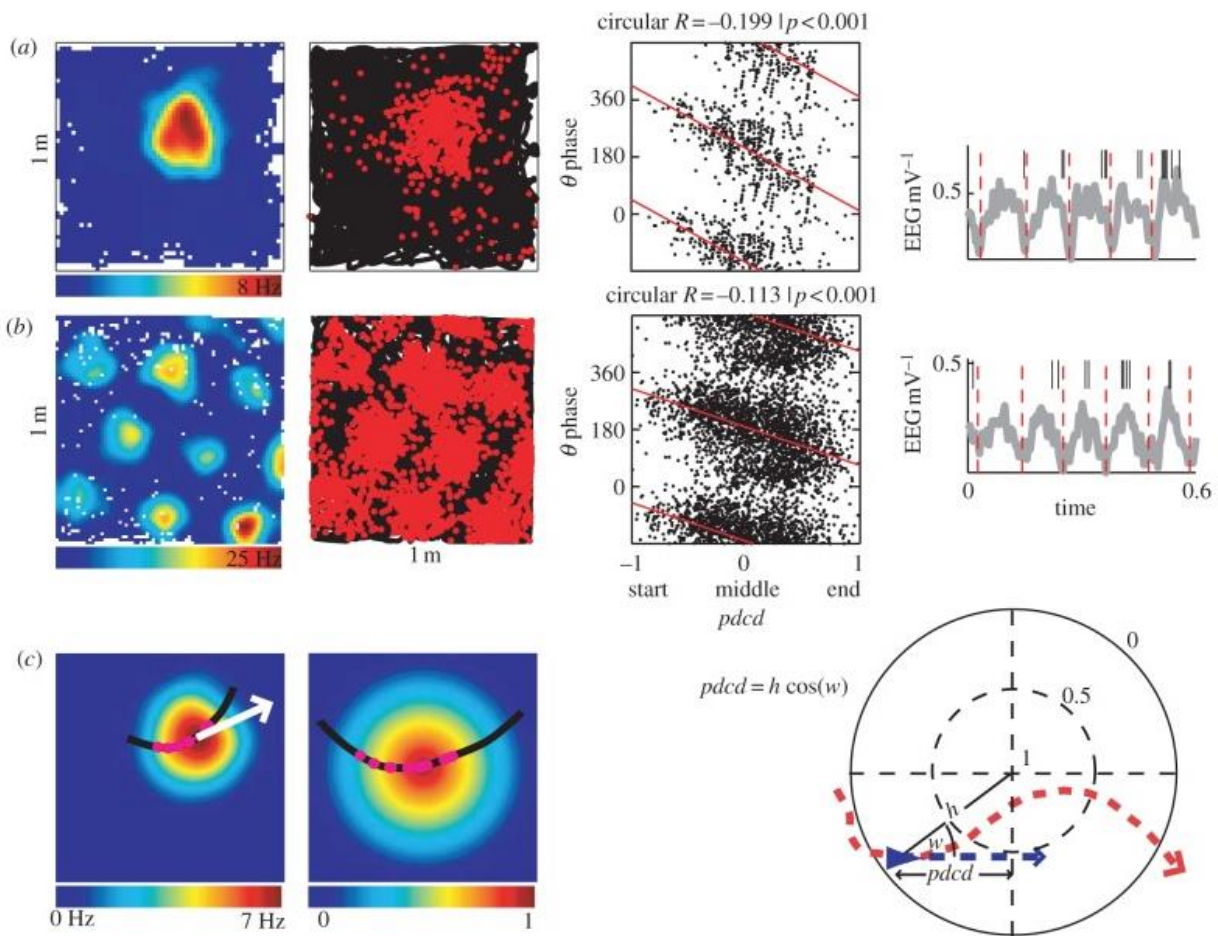 (a)
1 m
8 Hz
circular R = –0.199 | p < 0.001
θ phase
360
180
0
EEG mV⁻¹
0.5
(b)
1 m
25 Hz
1 m
circular R = –0.113 | p < 0.001
θ phase
360
180
0
–1 0 1
start middle end
pdcd
EEG mV⁻¹
0.5
0 0.6
time
(c)
0 Hz 7 Hz
0 1
pdcd = h cos(w)
0
0.5
1
h
w
pdcd